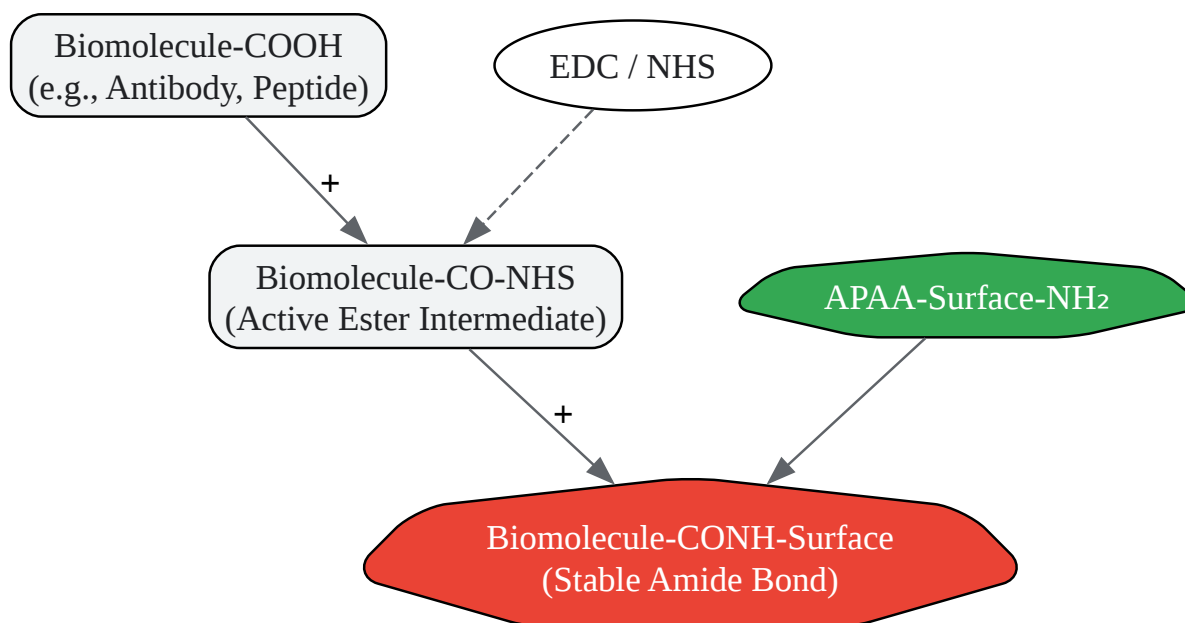 Biomolecule-COOH
(e.g., Antibody, Peptide)
EDC / NHS
+
Biomolecule-CO-NHS
(Active Ester Intermediate)
APAA-Surface-NH₂
+
Biomolecule-CONH-Surface
(Stable Amide Bond)